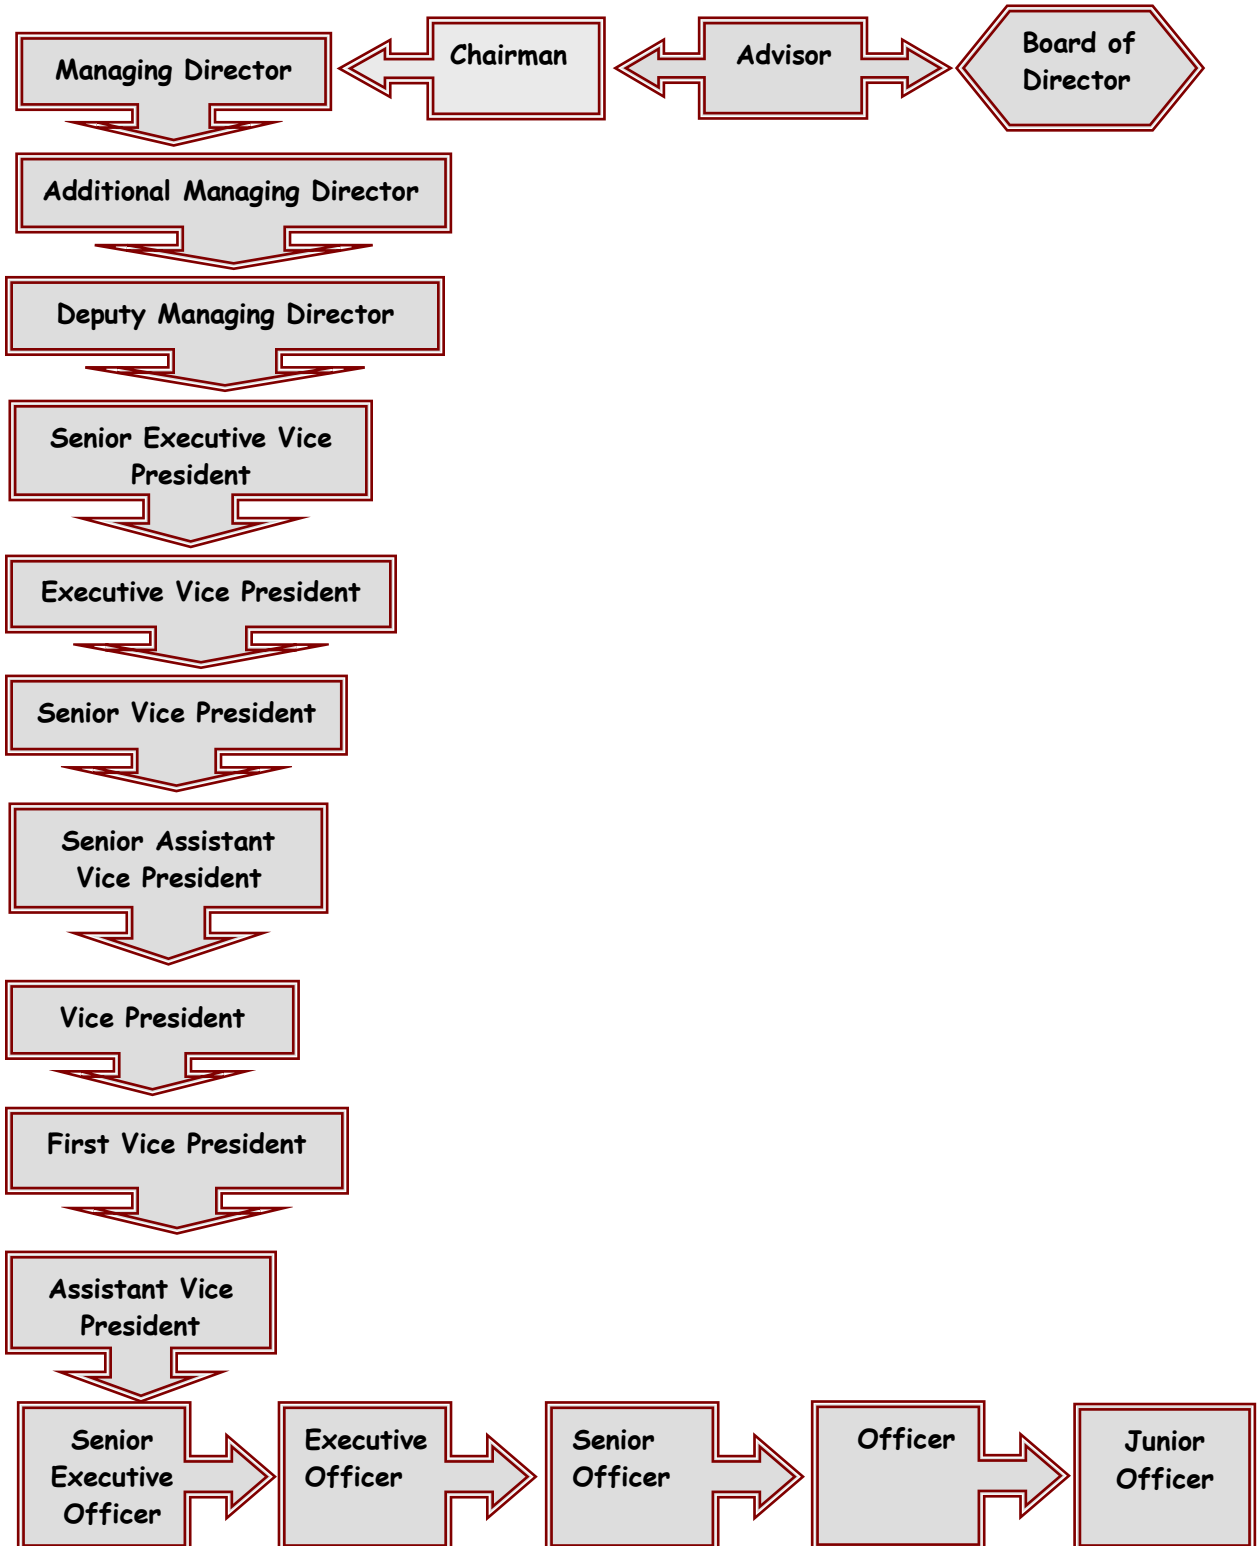 Managing Director
Chairman
Advisor
Board of
Director
Additional Managing Director
Deputy Managing Director
Senior Executive Vice
President
Executive Vice President
Senior Vice President
Senior Assistant
Vice President
Vice President
First Vice President
Assistant Vice
President
Senior
Executive
Officer
Executive
Officer
Senior
Officer
Officer
Junior
Officer